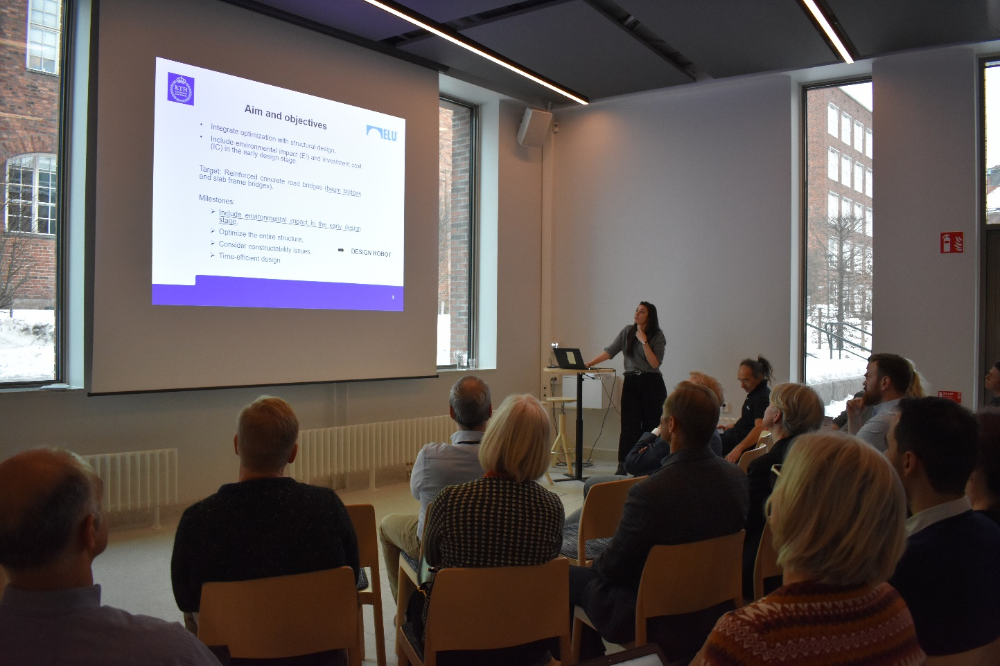 KTH
Aim and objectives
ELU
• Integrate optimization with structural design,
• Include environmental impact (EI) and investment cost
(IC) in the early design stage.
Target: Reinforced concrete road bridges (beam bridges
and slab frame bridges).
Milestones:
➢ Include environmental impact in the early design
stage,
➢ Optimize the entire structure,
➢ Consider constructability issues,
➢ Time-efficient design.
➡ DESIGN ROBOT